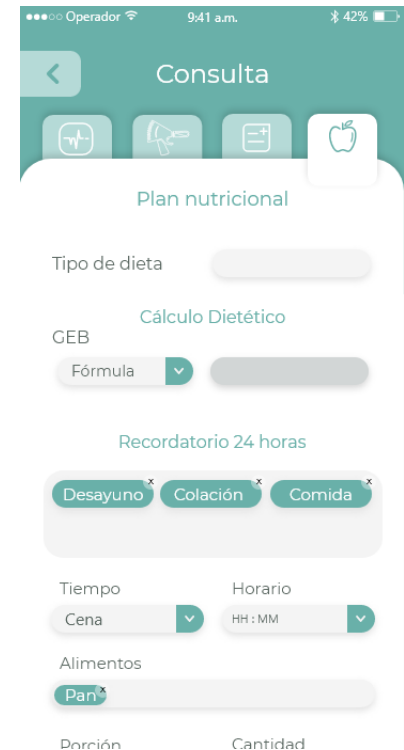 Operador 9:41 a.m. 42%
Consulta
Plan nutricional
Tipo de dieta
Cálculo Dietético
GEB
Fórmula
Recordatorio 24 horas
Desayuno x Colación x Comida x
Tiempo Horario
Cena HH : MM
Alimentos
Pan x
Porción Cantidad